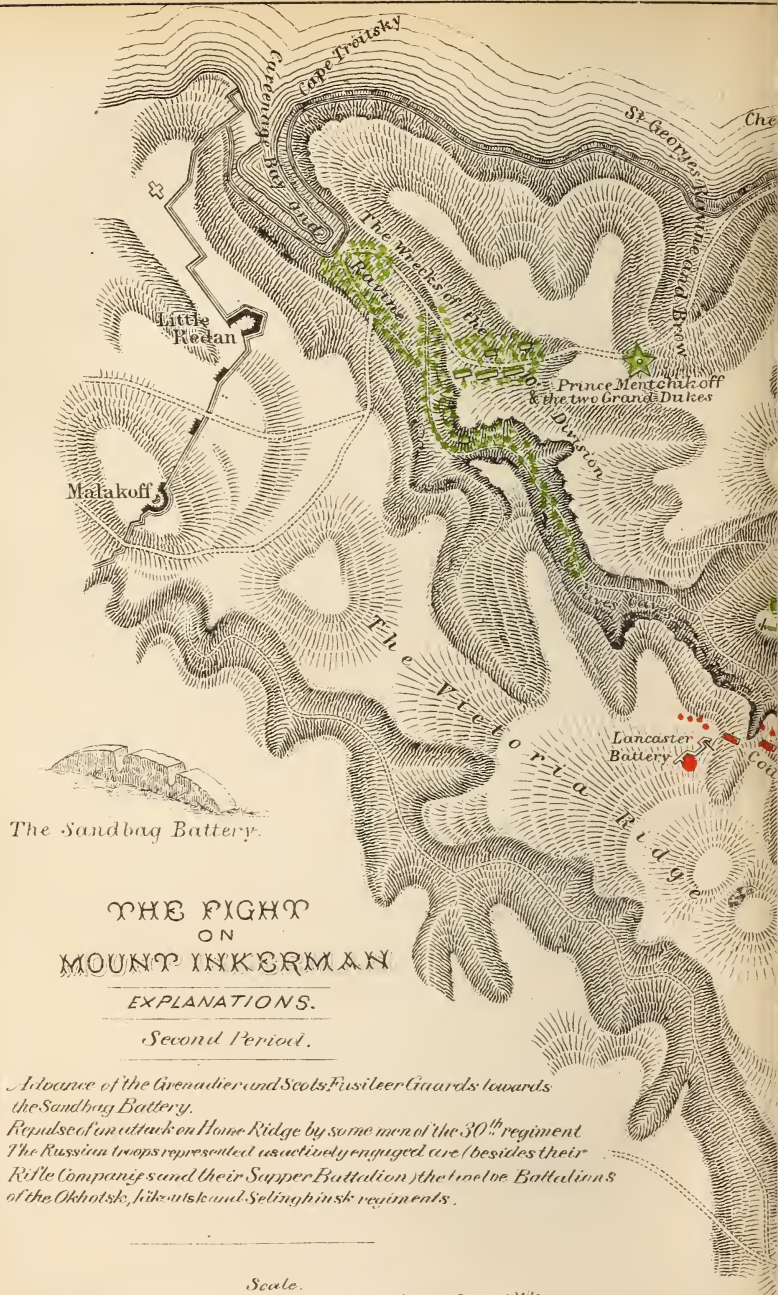 Cape Troitsky
Careening Bay and
Ravine
St Georges Ravine and Brow
Che
The Wrecks of the
Division
Little
Redan
Prince Mentchikoff
& the two Grand Dukes
Malakoff
The Victoria Ridge
Lancaster
Battery
The Sandbag Battery.
THE FIGHT
ON
MOUNT INKERMAN
EXPLANATIONS.
Second Period.
Advance of the Grenadier and Scots Fusileer Gaards towards
the Sandbag Battery.
Repulse of an attack on Home Ridge by some men of the 30th regiment
The Russian troops represented as actively engaged are (besides their
Rifle Companies and their Sapper Battalion) the twelve Battalions
of the Okhotsk, Iakoutsk and Selinghinsk regiments.
Scale.